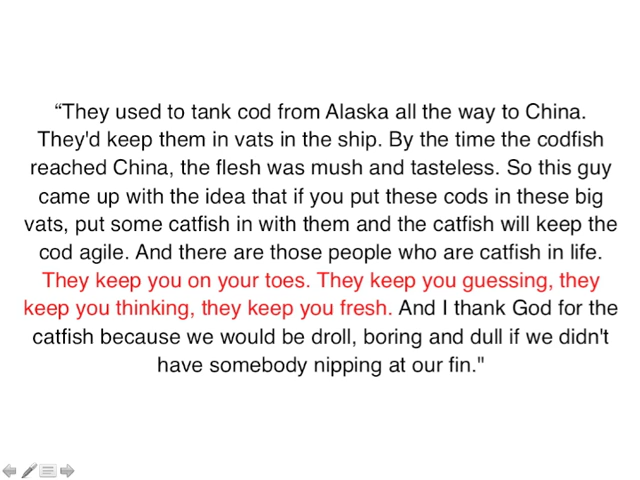 “They used to tank cod from Alaska all the way to China.
They'd keep them in vats in the ship. By the time the codfish
reached China, the flesh was mush and tasteless. So this guy
came up with the idea that if you put these cods in these big
vats, put some catfish in with them and the catfish will keep the
cod agile. And there are those people who are catfish in life.
They keep you on your toes. They keep you guessing, they
keep you thinking, they keep you fresh. And I thank God for the
catfish because we would be droll, boring and dull if we didn't
have somebody nipping at our fin."